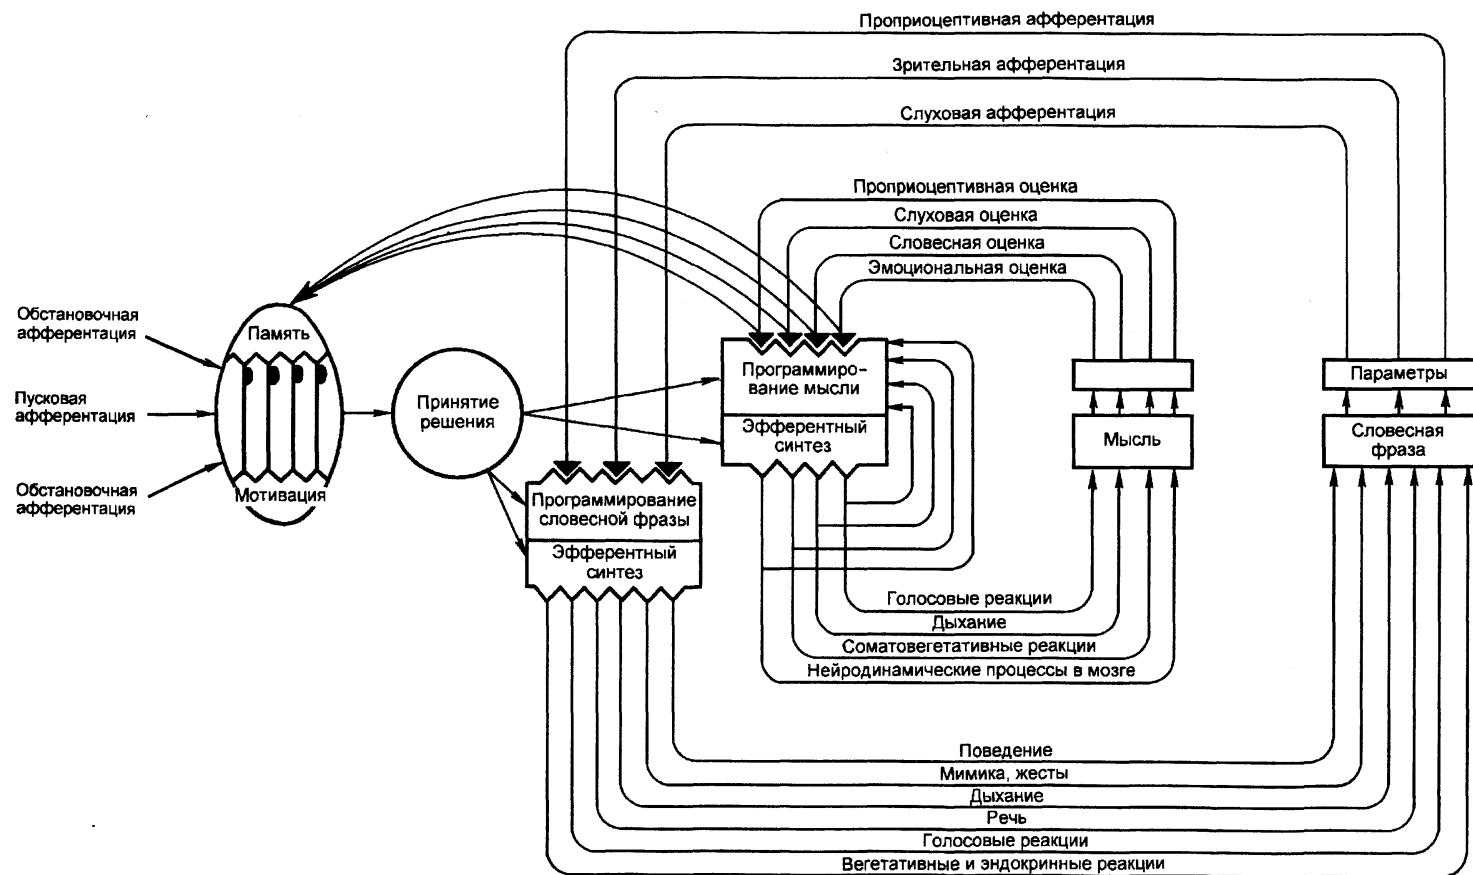 Проприоцептивная афферентация
Зрительная афферентация
Слуховая афферентация
Проприоцептивная оценка
Слуховая оценка
Словесная оценка
Эмоциональная оценка
Обстановочная
афферентация
Пусковая
афферентация
Обстановочная
афферентация
Память
Мотивация
Принятие
решения
Программиро-
вание мысли
Эфферентный
синтез
Программирование
словесной фразы
Эфферентный
синтез
Мысль
Параметры
Словесная
фраза
Голосовые реакции
Дыхание
Соматовегетативные реакции
Нейродинамические процессы в мозге
Поведение
Мимика, жесты
Дыхание
Речь
Голосовые реакции
Вегетативные и эндокринные реакции